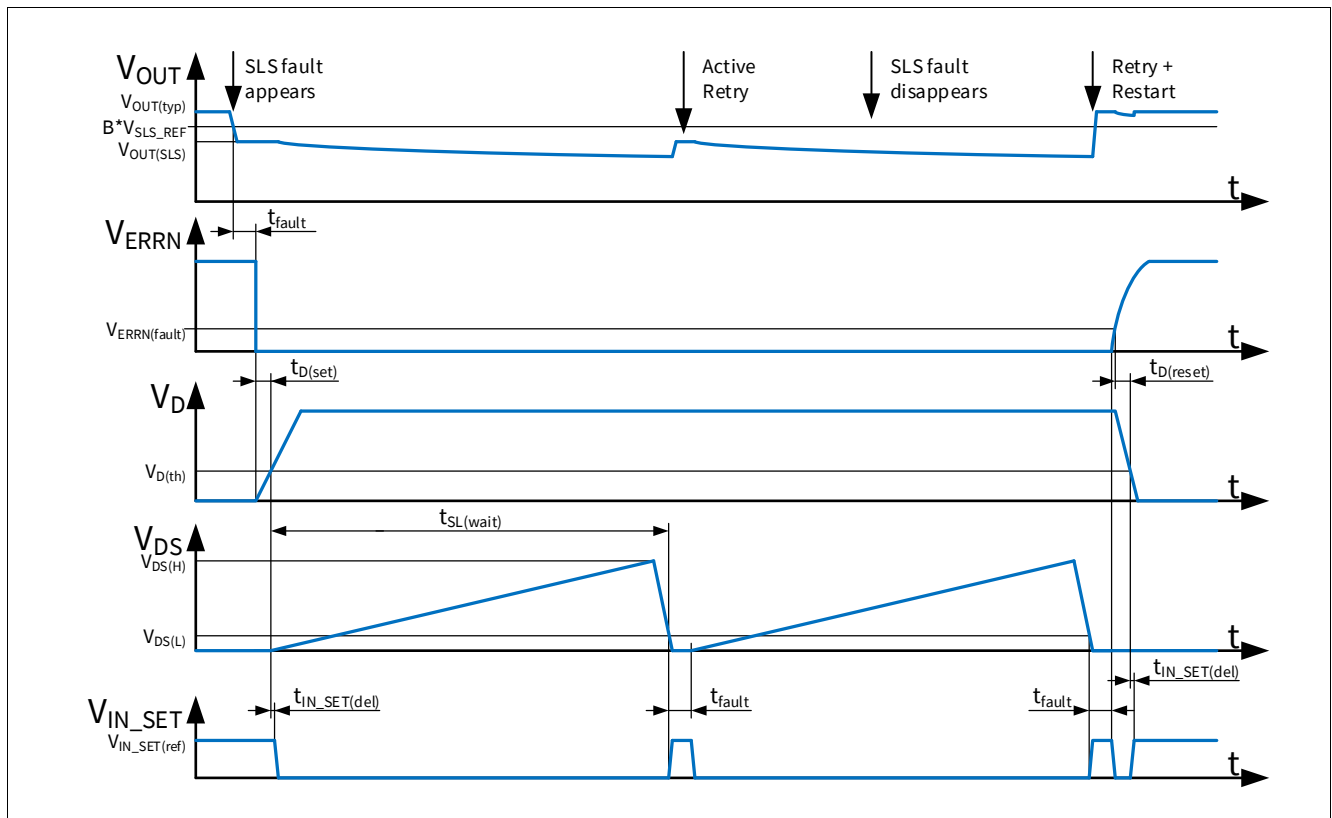 SLS fault
appears
Active
Retry
SLS fault
disappears
Retry +
Restart
VOUT
VOUT(typ)
B*VSLS_REF
VOUT(SLS)
t
tfault
VERRN
VERRN(fault)
t
tD(set)
tD(reset)
VD
VD(th)
t
tSL(wait)
VDS
VDS(H)
VDS(L)
t
tIN_SET(del)
tIN_SET(del)
tfault
tfault
VIN_SET
VIN_SET(ref)
t